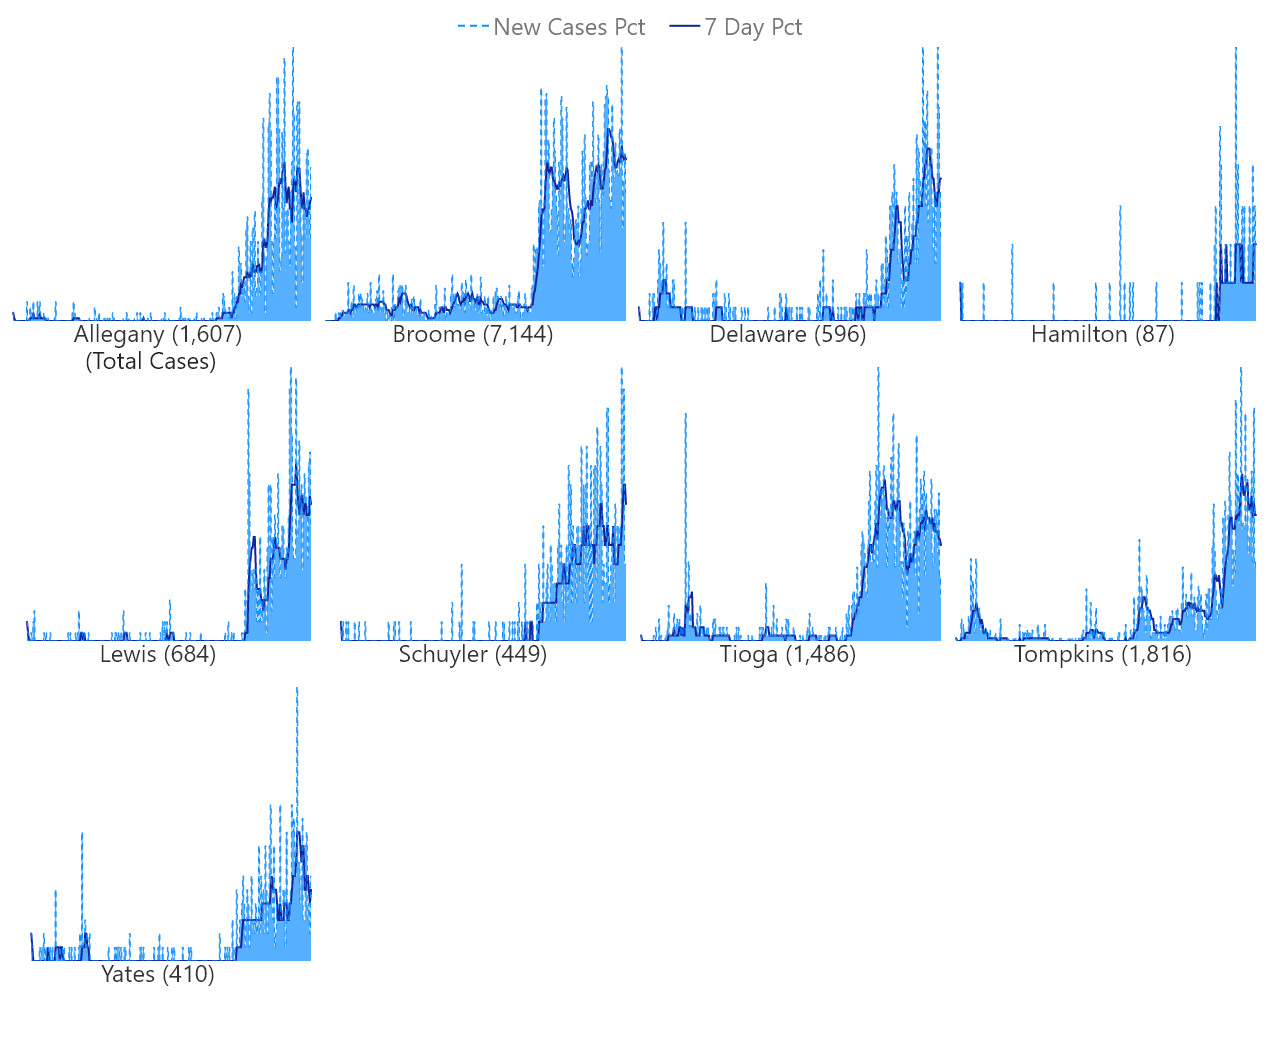 New Cases Pct 7 Day Pct
Allegany (1,607) Broome (7,144) Delaware (596) Hamilton (87)
(Total Cases)
Lewis (684) Schuyler (449) Tioga (1,486) Tompkins (1,816)
Yates (410)